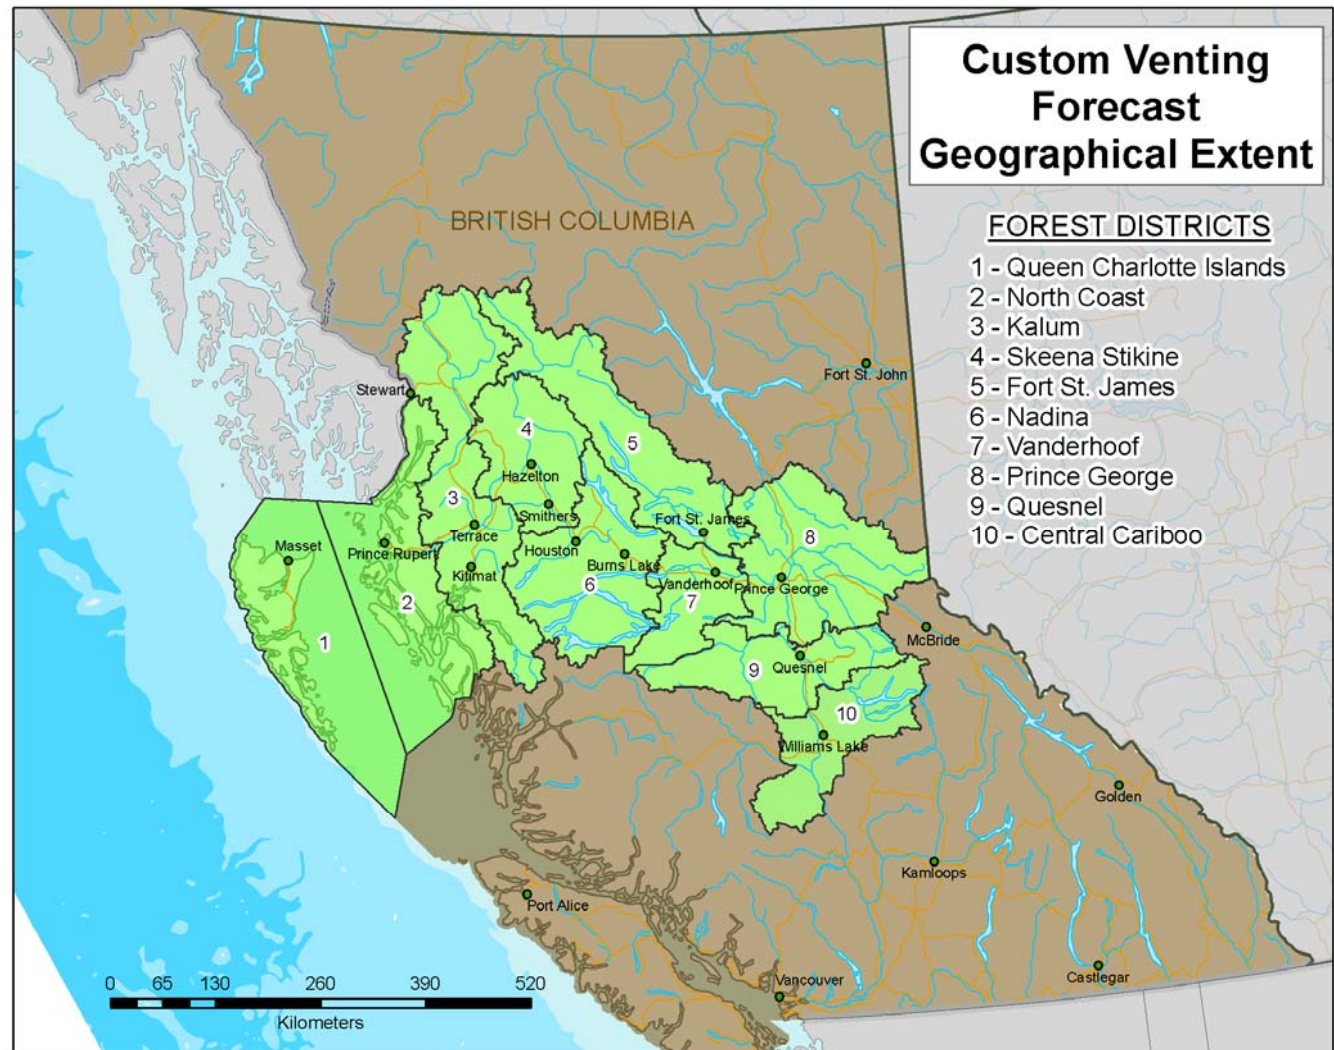 Custom Venting
Forecast
Geographical Extent
BRITISH COLUMBIA
FOREST DISTRICTS
1 - Queen Charlotte Islands
2 - North Coast
3 - Kalum
4 - Skeena Stikine
5 - Fort St. James
6 - Nadina
7 - Vanderhoof
8 - Prince George
9 - Quesnel
10 - Central Cariboo
Fort St. John
Stewart
4
5
Hazelton
3
Smithers
Fort St. James
Terrace
8
Masset
Prince Rupert
Houston
Burns Lake
Kitimat
6
Vanderhoof
Prince George
2
7
1
McBride
9
Quesnel
10
Williams Lake
Golden
Kamloops
Port Alice
Castlegar
Vancouver
0 65 130 260 390 520
Kilometers